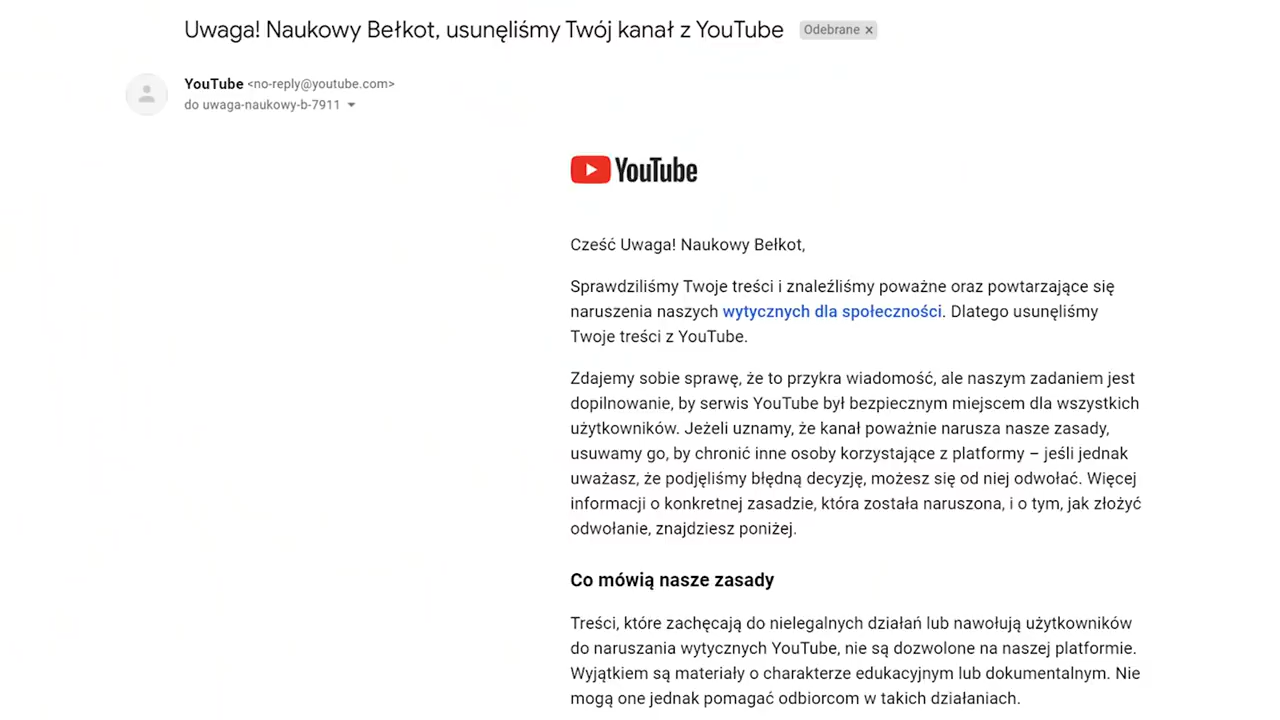 Uwaga! Naukowy Bełkot, usunęliśmy Twój kanał z YouTube Odebrane ×
YouTube <no-reply@youtube.com>
do uwaga-naukowy-b-7911
YouTube
Cześć Uwaga! Naukowy Bełkot,
Sprawdziliśmy Twoje treści i znaleźliśmy poważne oraz powtarzające się
naruszenia naszych wytycznych dla społeczności. Dlatego usunęliśmy
Twoje treści z YouTube.
Zdajemy sobie sprawę, że to przykra wiadomość, ale naszym zadaniem jest
dopilnowanie, by serwis YouTube był bezpiecznym miejscem dla wszystkich
użytkowników. Jeżeli uznamy, że kanał poważnie narusza nasze zasady,
usuwamy go, by chronić inne osoby korzystające z platformy – jeśli jednak
uważasz, że podjęliśmy błędną decyzję, możesz się od niej odwołać. Więcej
informacji o konkretnej zasadzie, która została naruszona, i o tym, jak złożyć
odwołanie, znajdziesz poniżej.
Co mówią nasze zasady
Treści, które zachęcają do nielegalnych działań lub nawołują użytkowników
do naruszania wytycznych YouTube, nie są dozwolone na naszej platformie.
Wyjątkiem są materiały o charakterze edukacyjnym lub dokumentalnym. Nie
mogą one jednak pomagać odbiorcom w takich działaniach.